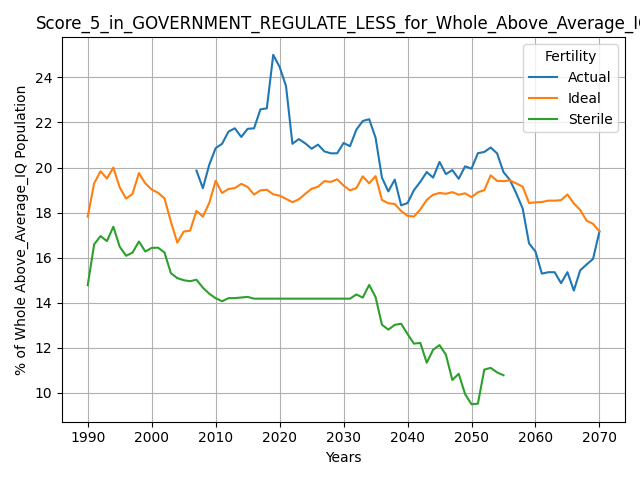 Score_5_in_GOVERNMENT_REGULATE_LESS_for_Whole_Above_Average_I
Fertility
Actual
Ideal
Sterile
24
22
20
18
16
14
12
10
% of Whole Above_Average_IQ Population
1990 2000 2010 2020 2030 2040 2050 2060 2070
Years